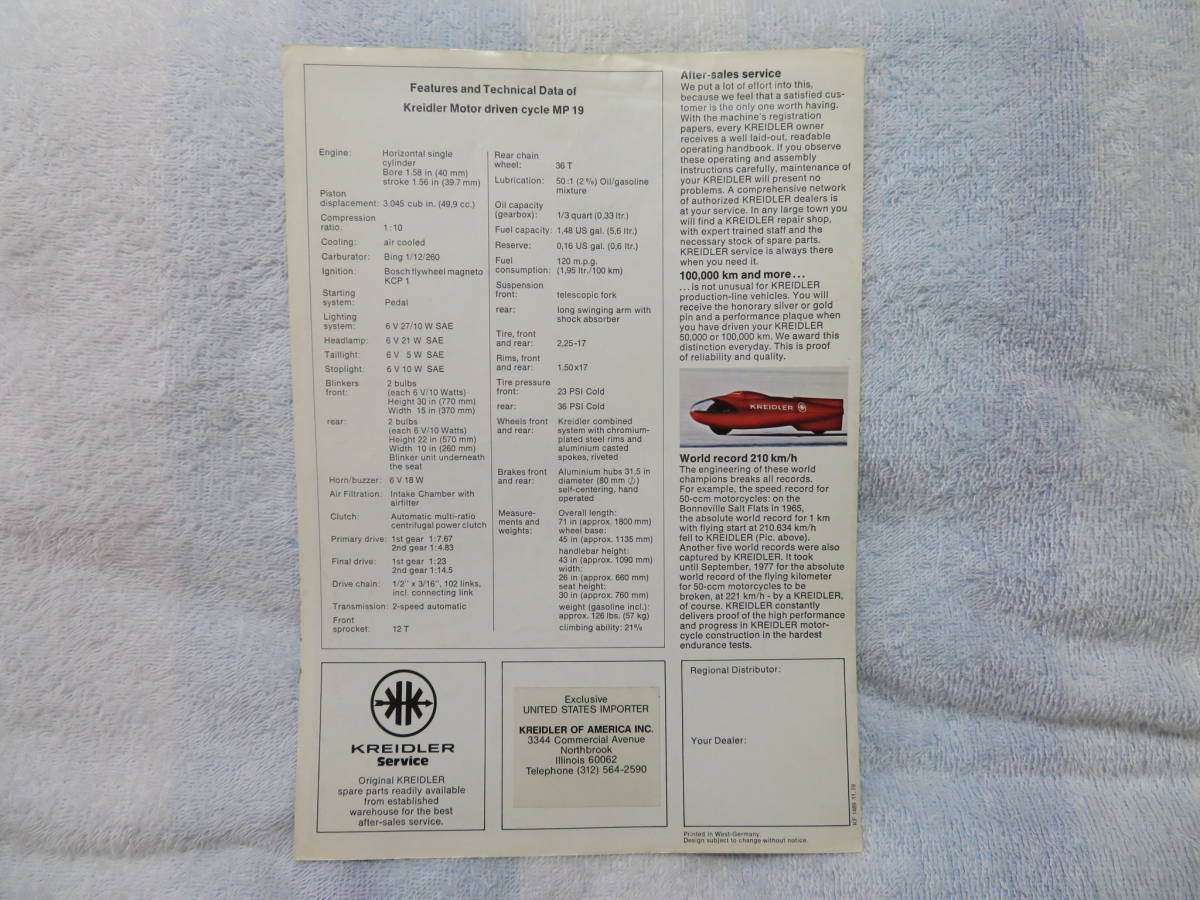 Features and Technical Data of
Kreidler Motor driven cycle MP 19
Engine: Horizontal single
cylinder
Bore 1.58 in (40 mm)
stroke 1.56 in (39.7 mm)
Piston
displacement: 3.045 cub in. (49,9 cc.)
Compression
ratio: 1:10
Cooling: air cooled
Carburator: Bing 1/12/260
Ignition: Bosch flywheel magneto
KCP 1
Starting
system: Pedal
Lighting
system: 6 V 27/10 W SAE
Headlamp: 6 V 21 W SAE
Taillight: 6 V 5 W SAE
Stoplight: 6 V 10 W SAE
Blinkers 2 bulbs
front: (each 6 V/10 Watts)
Height 30 in (770 mm)
Width 15 in (370 mm)
rear: 2 bulbs
(each 6 V/10 Watts)
Height 22 in (570 mm)
Width 10 in (260 mm)
Blinker unit underneath
the seat
Horn/buzzer: 6 V 18 W
Air Filtration: Intake Chamber with
airfilter
Clutch: Automatic multi-ratio
centrifugal power clutch
Primary drive: 1st gear 1:7.67
2nd gear 1:4.83
Final drive: 1st gear 1:23
2nd gear 1:14.5
Drive chain: 1/2" x 3/16", 102 links,
incl. connecting link
Transmission: 2-speed automatic
Front
sprocket: 12 T
Rear chain
wheel: 36 T
Lubrication: 50:1 (2 %) Oil/gasoline
mixture
Oil capacity
(gearbox): 1/3 quart (0,33 ltr.)
Fuel capacity: 1,48 US gal. (5,6 ltr.)
Reserve: 0,16 US gal. (0,6 ltr.)
Fuel 120 m.p.g.
consumption: (1,95 ltr./100 km)
Suspension
front: telescopic fork
rear: long swinging arm with
shock absorber
Tire, front
and rear: 2,25-17
Rims, front
and rear: 1.50x17
Tire pressure
front: 23 PSI Cold
rear: 36 PSI Cold
Wheels front Kreidler combined
and rear: system with chromium-
plated steel rims and
aluminium casted
spokes, riveted
Brakes front Aluminium hubs 31,5 in
and rear: diameter (80 mm ∅)
self-centering, hand
operated
Measure- Overall length:
ments and 71 in (approx. 1800 mm)
weights: wheel base:
45 in (approx. 1135 mm)
handlebar height:
43 in (approx. 1090 mm)
width:
26 in (approx. 660 mm)
seat height:
30 in (approx. 760 mm)
weight (gasoline incl.):
approx. 126 lbs. (57 kg)
climbing ability: 21%
After-sales service
We put a lot of effort into this,
because we feel that a satisfied cus-
tomer is the only one worth having.
With the machine's registration
papers, every KREIDLER owner
receives a well laid-out, readable
operating handbook. If you observe
these operating and assembly
instructions carefully, maintenance of
your KREIDLER will present no
problems. A comprehensive network
of authorized KREIDLER dealers is
at your service. In any large town you
will find a KREIDLER repair shop,
with expert trained staff and the
necessary stock of spare parts.
KREIDLER service is always there
when you need it.
100,000 km and more...
...is not unusual for KREIDLER
production-line vehicles. You will
receive the honorary silver or gold
pin and a performance plaque when
you have driven your KREIDLER
50,000 or 100,000 km. We award this
distinction everyday. This is proof
of reliability and quality.
KREIDLER
World record 210 km/h
The engineering of these world
champions breaks all records.
For example, the speed record for
50-ccm motorcycles: on the
Bonneville Salt Flats in 1965,
the absolute world record for 1 km
with flying start at 210.634 km/h
fell to KREIDLER (Pic. above).
Another five world records were also
captured by KREIDLER. It took
until September, 1977 for the absolute
world record of the flying kilometer
for 50-ccm motorcycles to be
broken, at 221 km/h - by a KREIDLER,
of course. KREIDLER constantly
delivers proof of the high performance
and progress in KREIDLER motor-
cycle construction in the hardest
endurance tests.
KREIDLER
Service
Original KREIDLER
spare parts readily available
from established
warehouse for the best
after-sales service.
Exclusive
UNITED STATES IMPORTER
KREIDLER OF AMERICA INC.
3344 Commercial Avenue
Northbrook
Illinois 60062
Telephone (312) 564-2590
Regional Distributor:
Your Dealer:
Printed in West-Germany.
Design subject to change without notice.